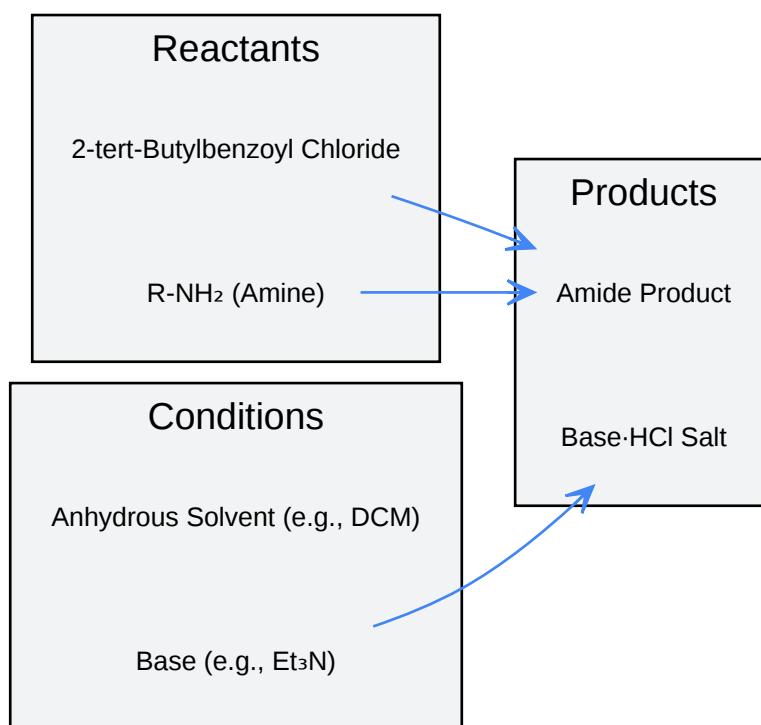 Reactants
2-tert-Butylbenzoyl Chloride
R-NH₂ (Amine)
Products
Amide Product
Base·HCl Salt
Conditions
Anhydrous Solvent (e.g., DCM)
Base (e.g., Et₃N)